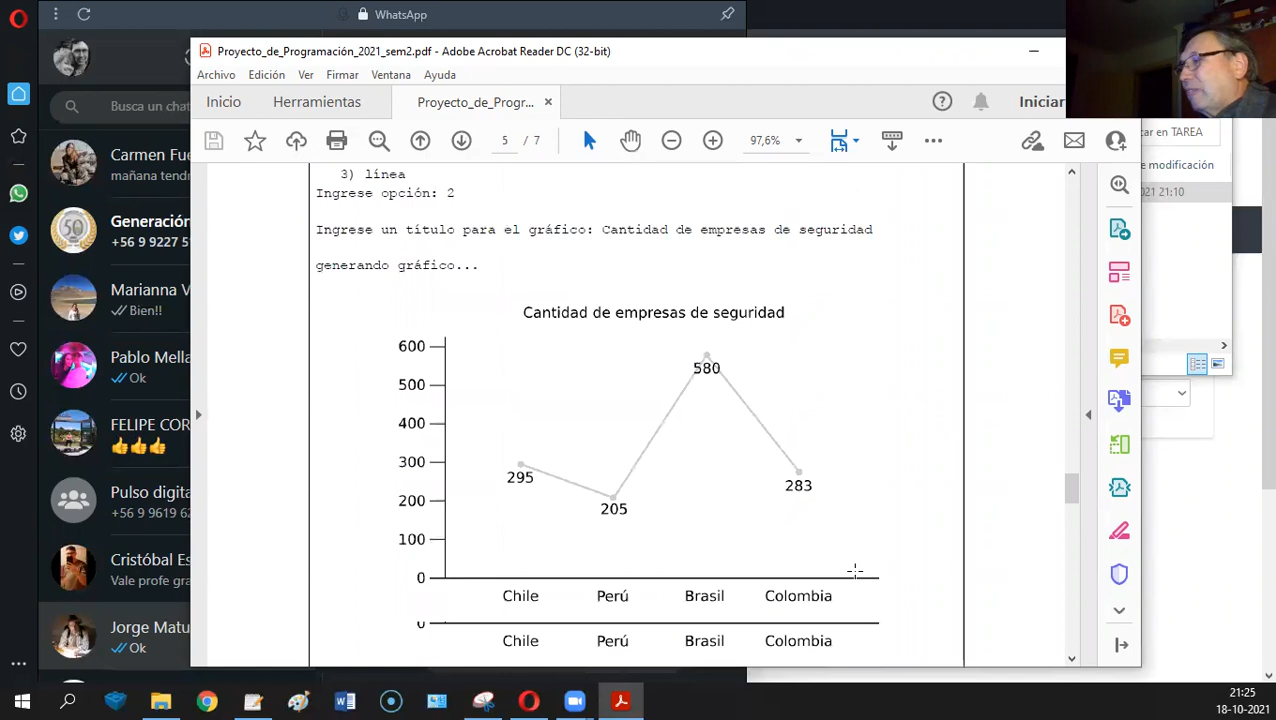 WhatsApp
Proyecto_de_Programación_2021_sem2.pdf - Adobe Acrobat Reader DC (32-bit)
Archivo Edición Ver Firmar Ventana Ayuda
Inicio Herramientas Proyecto_de_Progr... Iniciar
5 / 7 97,6%
Busca un chat
Carmen Fue
mañana tendr
Generación
+56 9 9227 5
Marianna V
Bien!!
Pablo Mella
Ok
FELIPE COR
Pulso digita
+56 9 9619 6
Cristóbal Es
Vale profe gra
Jorge Matu
Ok
3) línea
Ingrese opción: 2
Ingrese un título para el gráfico: Cantidad de empresas de seguridad
generando gráfico...
Cantidad de empresas de seguridad
600
500
400
300
200
100
0
295
205
580
283
Chile Perú Brasil Colombia
0
Chile Perú Brasil Colombia
car en TAREA
e modificación
021 21:10
21:25
18-10-2021